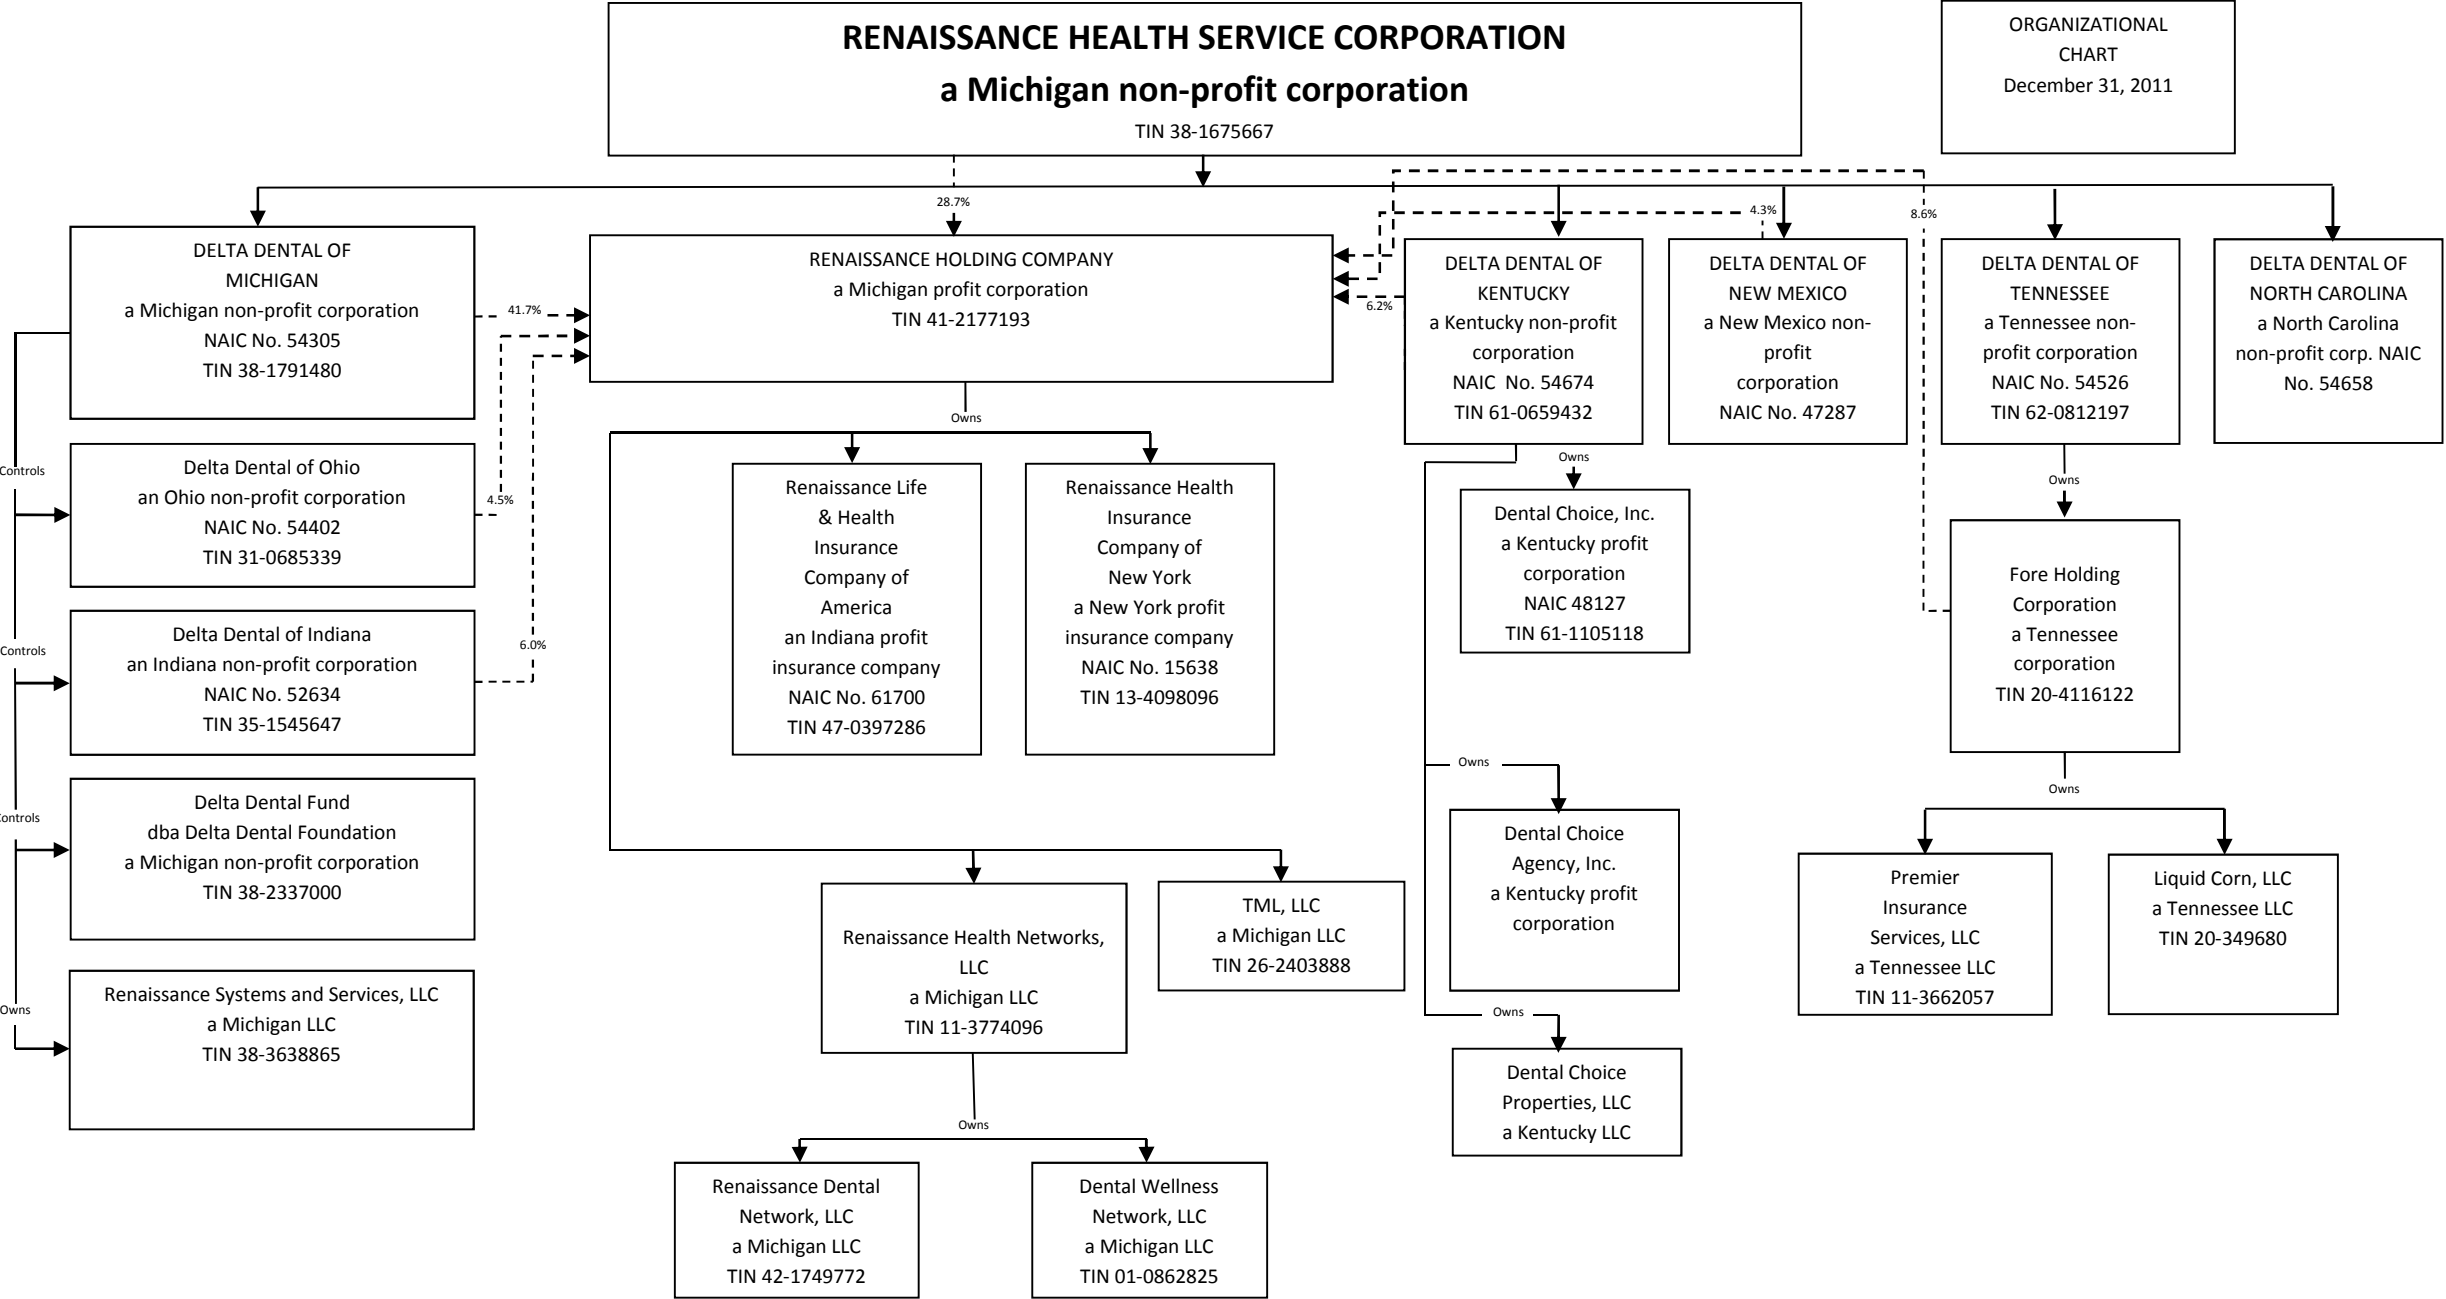 RENAISSANCE HEALTH SERVICE CORPORATION
a Michigan non-profit corporation
TIN 38-1675667
ORGANIZATIONAL
CHART
December 31, 2011
28.7%
4.3%
8.6%
DELTA DENTAL OF
MICHIGAN
a Michigan non-profit corporation
NAIC No. 54305
TIN 38-1791480
41.7%
RENAISSANCE HOLDING COMPANY
a Michigan profit corporation
TIN 41-2177193
6.2%
DELTA DENTAL OF
KENTUCKY
a Kentucky non-profit
corporation
NAIC No. 54674
TIN 61-0659432
DELTA DENTAL OF
NEW MEXICO
a New Mexico non-
profit
corporation
NAIC No. 47287
DELTA DENTAL OF
TENNESSEE
a Tennessee non-
profit corporation
NAIC No. 54526
TIN 62-0812197
DELTA DENTAL OF
NORTH CAROLINA
a North Carolina
non-profit corp. NAIC
No. 54658
Controls
Delta Dental of Ohio
an Ohio non-profit corporation
NAIC No. 54402
TIN 31-0685339
4.5%
Controls
Delta Dental of Indiana
an Indiana non-profit corporation
NAIC No. 52634
TIN 35-1545647
6.0%
Controls
Delta Dental Fund
dba Delta Dental Foundation
a Michigan non-profit corporation
TIN 38-2337000
Owns
Renaissance Systems and Services, LLC
a Michigan LLC
TIN 38-3638865
Owns
Renaissance Life
& Health
Insurance
Company of
America
an Indiana profit
insurance company
NAIC No. 61700
TIN 47-0397286
Renaissance Health
Insurance
Company of
New York
a New York profit
insurance company
NAIC No. 15638
TIN 13-4098096
Renaissance Health Networks,
LLC
a Michigan LLC
TIN 11-3774096
TML, LLC
a Michigan LLC
TIN 26-2403888
Owns
Renaissance Dental
Network, LLC
a Michigan LLC
TIN 42-1749772
Dental Wellness
Network, LLC
a Michigan LLC
TIN 01-0862825
Owns
Dental Choice, Inc.
a Kentucky profit
corporation
NAIC 48127
TIN 61-1105118
Owns
Dental Choice
Agency, Inc.
a Kentucky profit
corporation
Owns
Dental Choice
Properties, LLC
a Kentucky LLC
Owns
Fore Holding
Corporation
a Tennessee
corporation
TIN 20-4116122
Owns
Premier
Insurance
Services, LLC
a Tennessee LLC
TIN 11-3662057
Liquid Corn, LLC
a Tennessee LLC
TIN 20-349680